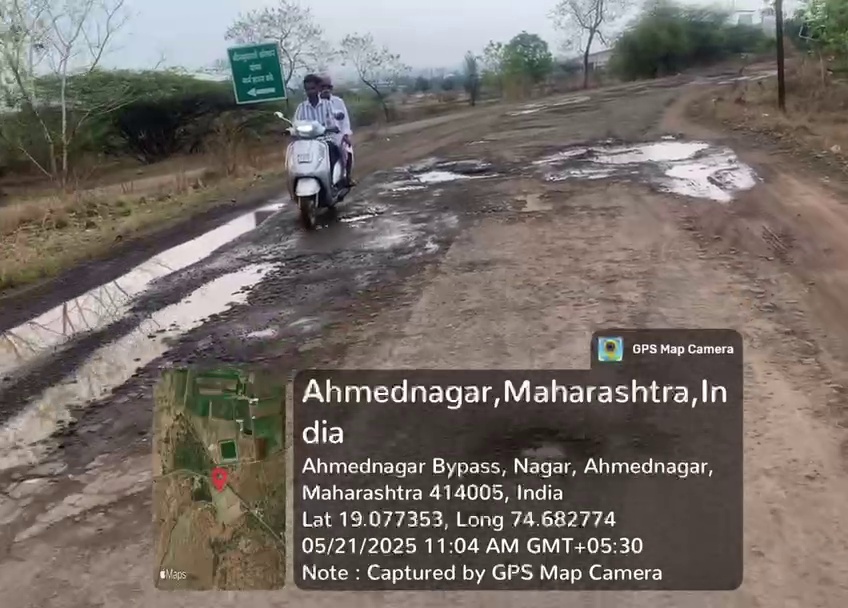 मार्ग
GPS Map Camera
Ahmednagar,Maharashtra,In
dia
Ahmednagar Bypass, Nagar, Ahmednagar,
Maharashtra 414005, India
Lat 19.077353, Long 74.682774
05/21/2025 11:04 AM GMT+05:30
Note : Captured by GPS Map Camera
Maps